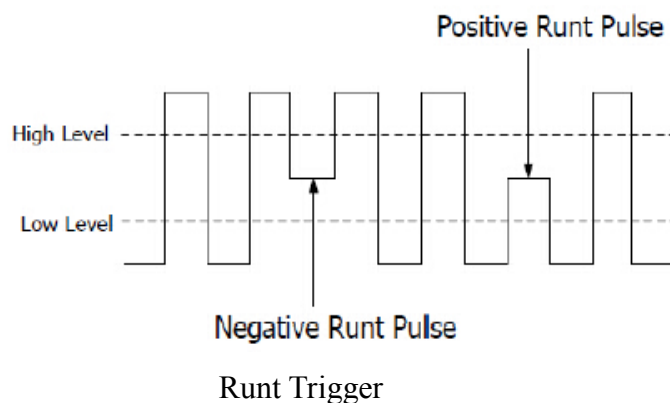 Positive Runt Pulse
High Level
Low Level
Negative Runt Pulse
Runt Trigger